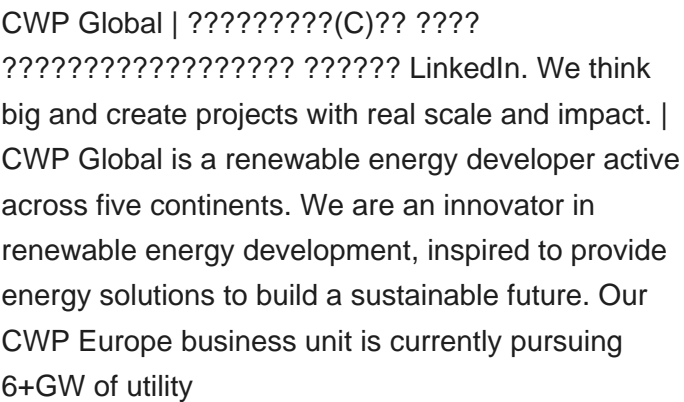 CWP Global | ?????????(C)?? ????
?????????????????? ?????? LinkedIn. We think
big and create projects with real scale and impact. |
CWP Global is a renewable energy developer active
across five continents. We are an innovator in
renewable energy development, inspired to provide
energy solutions to build a sustainable future. Our
CWP Europe business unit is currently pursuing
6+GW of utility